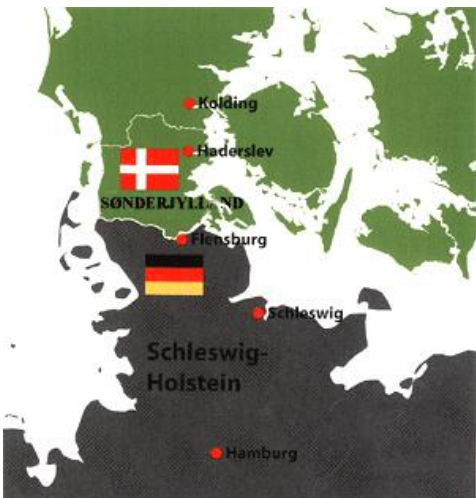 Kolding
Haderslev
SØNDERJYLLAND
Flensburg
Schleswig
Schleswig-
Holstein
Hamburg